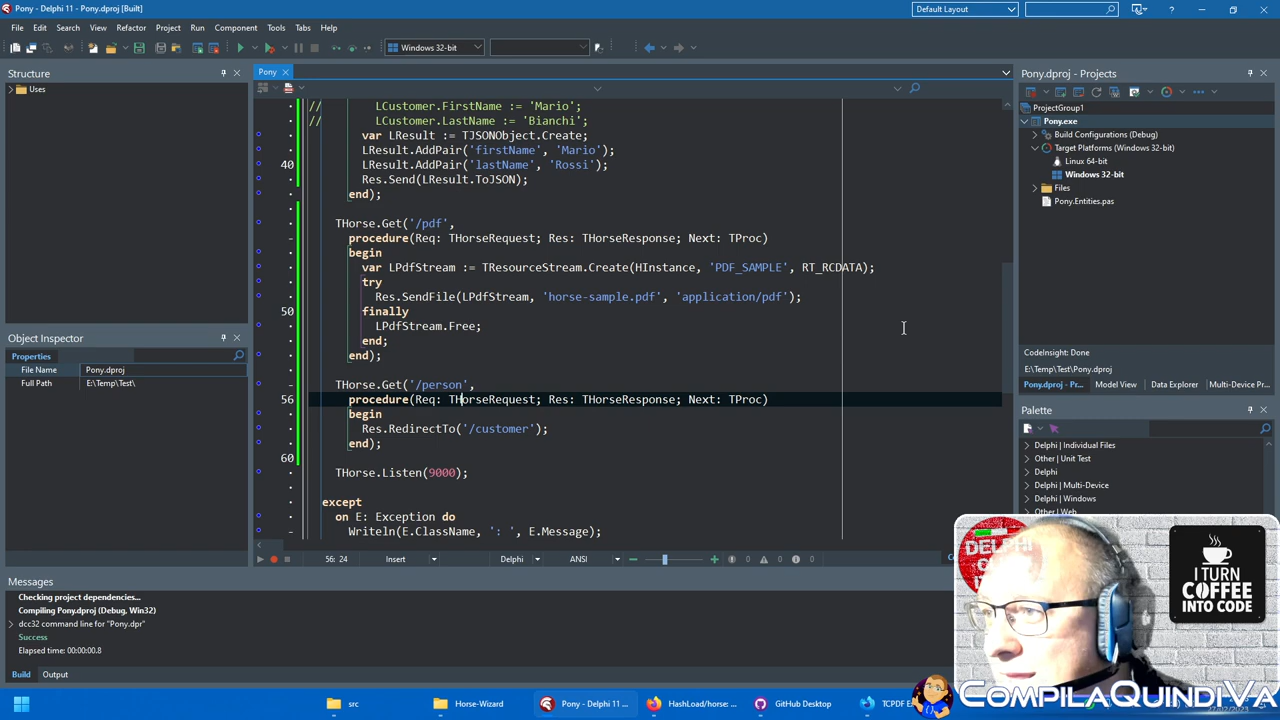 Pony - Delphi 11 - Pony.dproj [Built]
Default Layout
File Edit Search View Refactor Project Run Component Tools Tabs Help
Windows 32-bit
Structure
Uses
Pony
//        LCustomer.FirstName := 'Mario';
//        LCustomer.LastName := 'Bianchi';
var LResult := TJSONObject.Create;
LResult.AddPair('firstName', 'Mario');
40 LResult.AddPair('lastName', 'Rossi');
Res.Send(LResult.ToJSON);
end);
THorse.Get('/pdf',
procedure(Req: THorseRequest; Res: THorseResponse; Next: TProc)
begin
var LPdfStream := TResourceStream.Create(HInstance, 'PDF_SAMPLE', RT_RCDATA);
try
Res.SendFile(LPdfStream, 'horse-sample.pdf', 'application/pdf');
50 finally
LPdfStream.Free;
end;
end);
THorse.Get('/person',
56 procedure(Req: THorseRequest; Res: THorseResponse; Next: TProc)
begin
Res.RedirectTo('/customer');
end);
60
THorse.Listen(9000);
except
on E: Exception do
Writeln(E.ClassName, ': ', E.Message);
56: 24 Insert Delphi ANSI 0 0 0
Object Inspector
Properties
File Name Pony.dproj
Full Path E:\Temp\Test\
Pony.dproj - Projects
ProjectGroup1
Pony.exe
Build Configurations (Debug)
Target Platforms (Windows 32-bit)
Linux 64-bit
Windows 32-bit
Files
Pony.Entities.pas
CodeInsight: Done
E:\Temp\Test\Pony.dproj
Pony.dproj - Pr... Model View Data Explorer Multi-Device Pr...
Palette
Delphi | Individual Files
Other | Unit Test
Delphi
Delphi | Multi-Device
Delphi | Windows
Other | Web
Messages
Checking project dependencies...
Compiling Pony.dproj (Debug, Win32)
dcc32 command line for "Pony.dpr"
Success
Elapsed time: 00:00:00.8
Build Output
DELPHI
I TURN
COFFEE
INTO CODE
src
Horse-Wizard
Pony - Delphi 11 ...
HashLoad/horse: ...
GitHub Desktop
COMPILAQUINDIVA